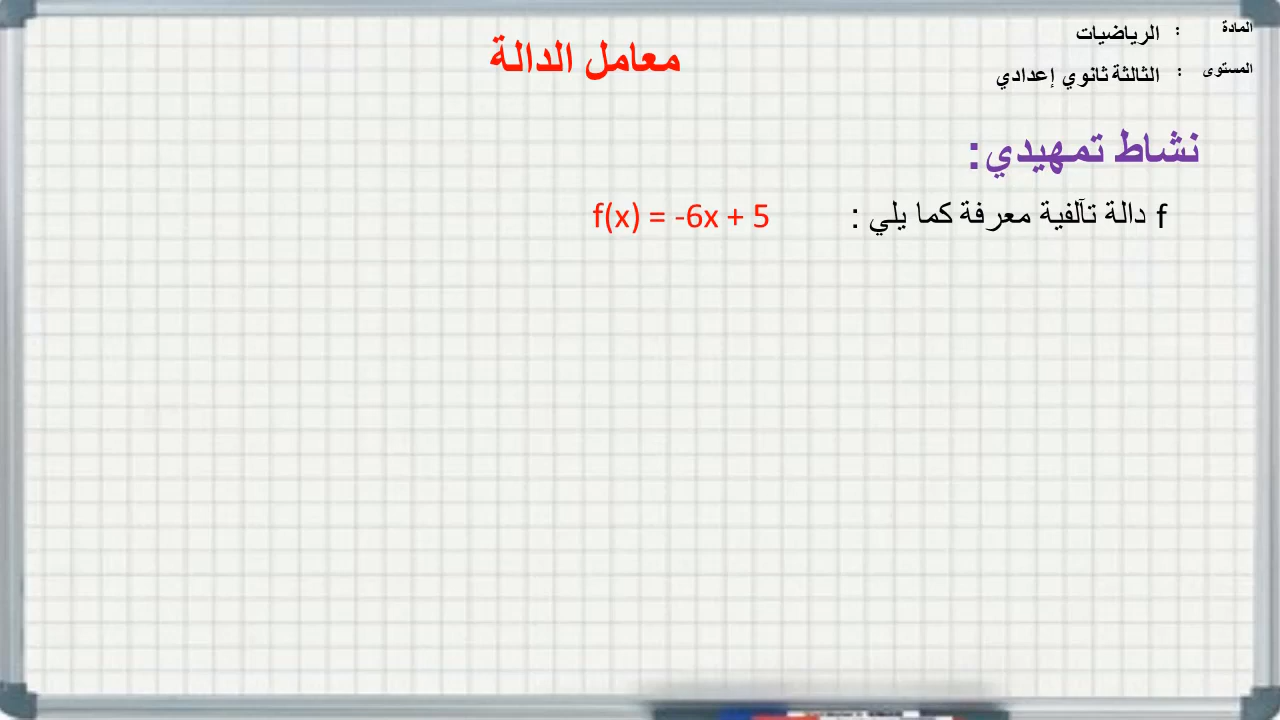 المادة : الرياضيات
معامل الدالة
المستوى : الثالثة ثانوي إعدادي
نشاط تمهيدي:
f دالة تآلفية معرفة كما يلي : f(x) = -6x + 5